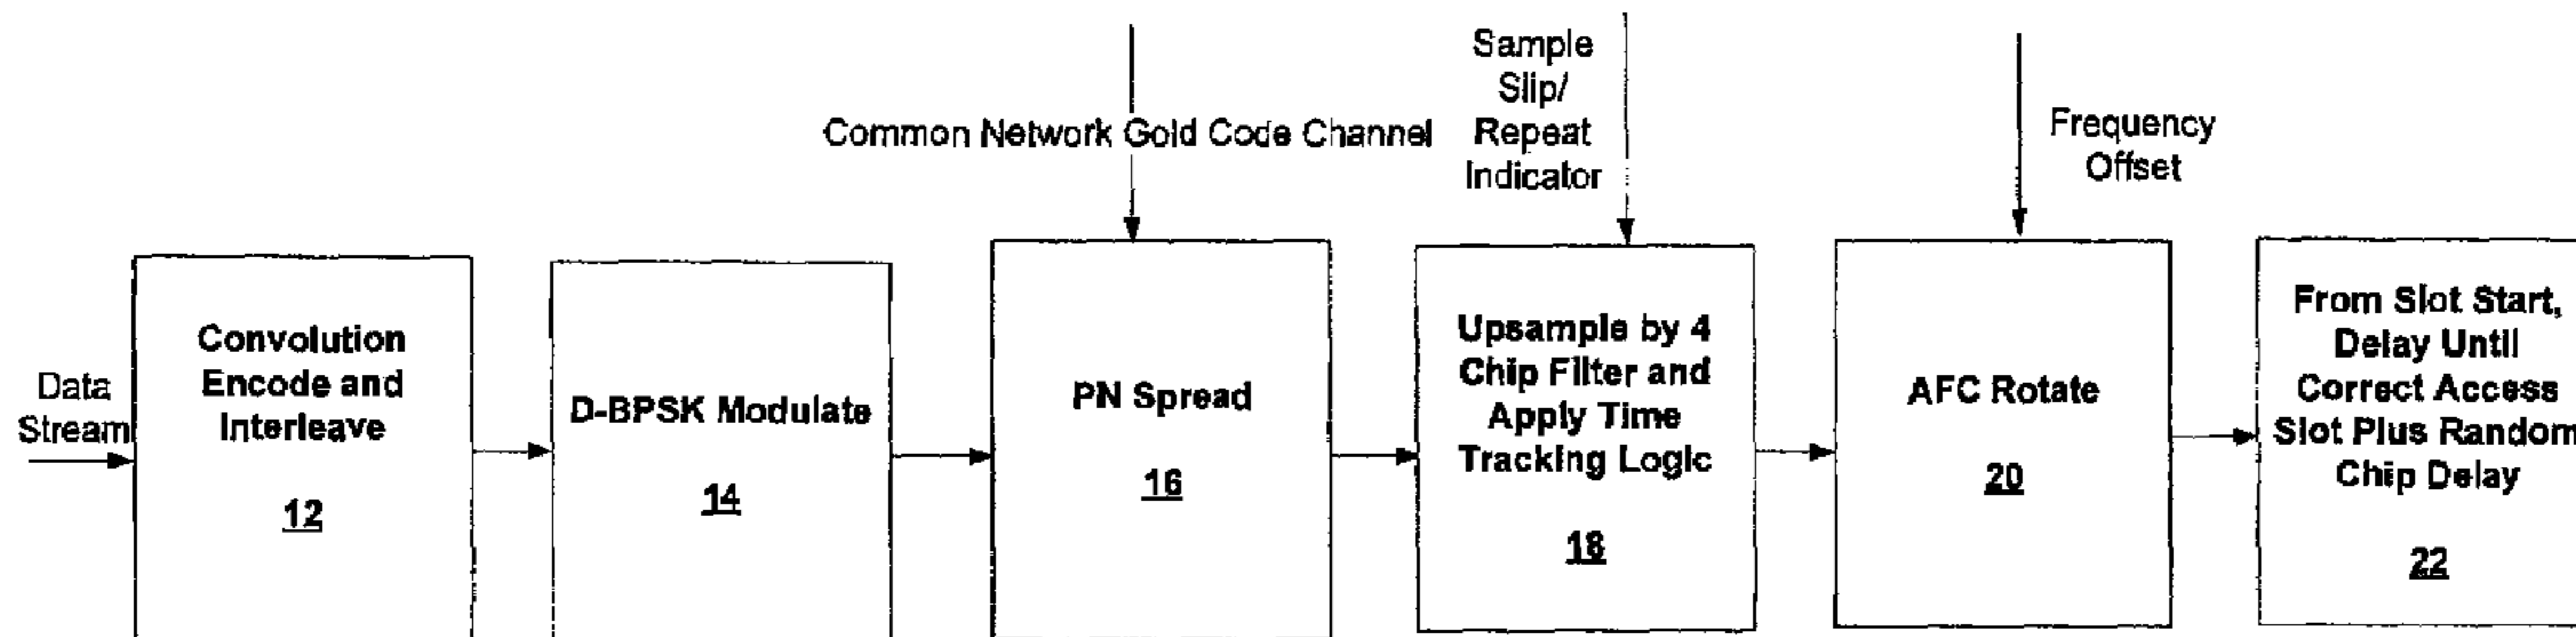 Common Network Gold Code Channel
Sample
Slip/
Repeat
Indicator
Frequency
Offset
Data
Stream
Convolution
Encode and
Interleave
12
D-BPSK Modulate
14
PN Spread
16
Upsample by 4
Chip Filter and
Apply Time
Tracking Logic
18
AFC Rotate
20
From Slot Start,
Delay Until
Correct Access
Slot Plus Random
Chip Delay
22